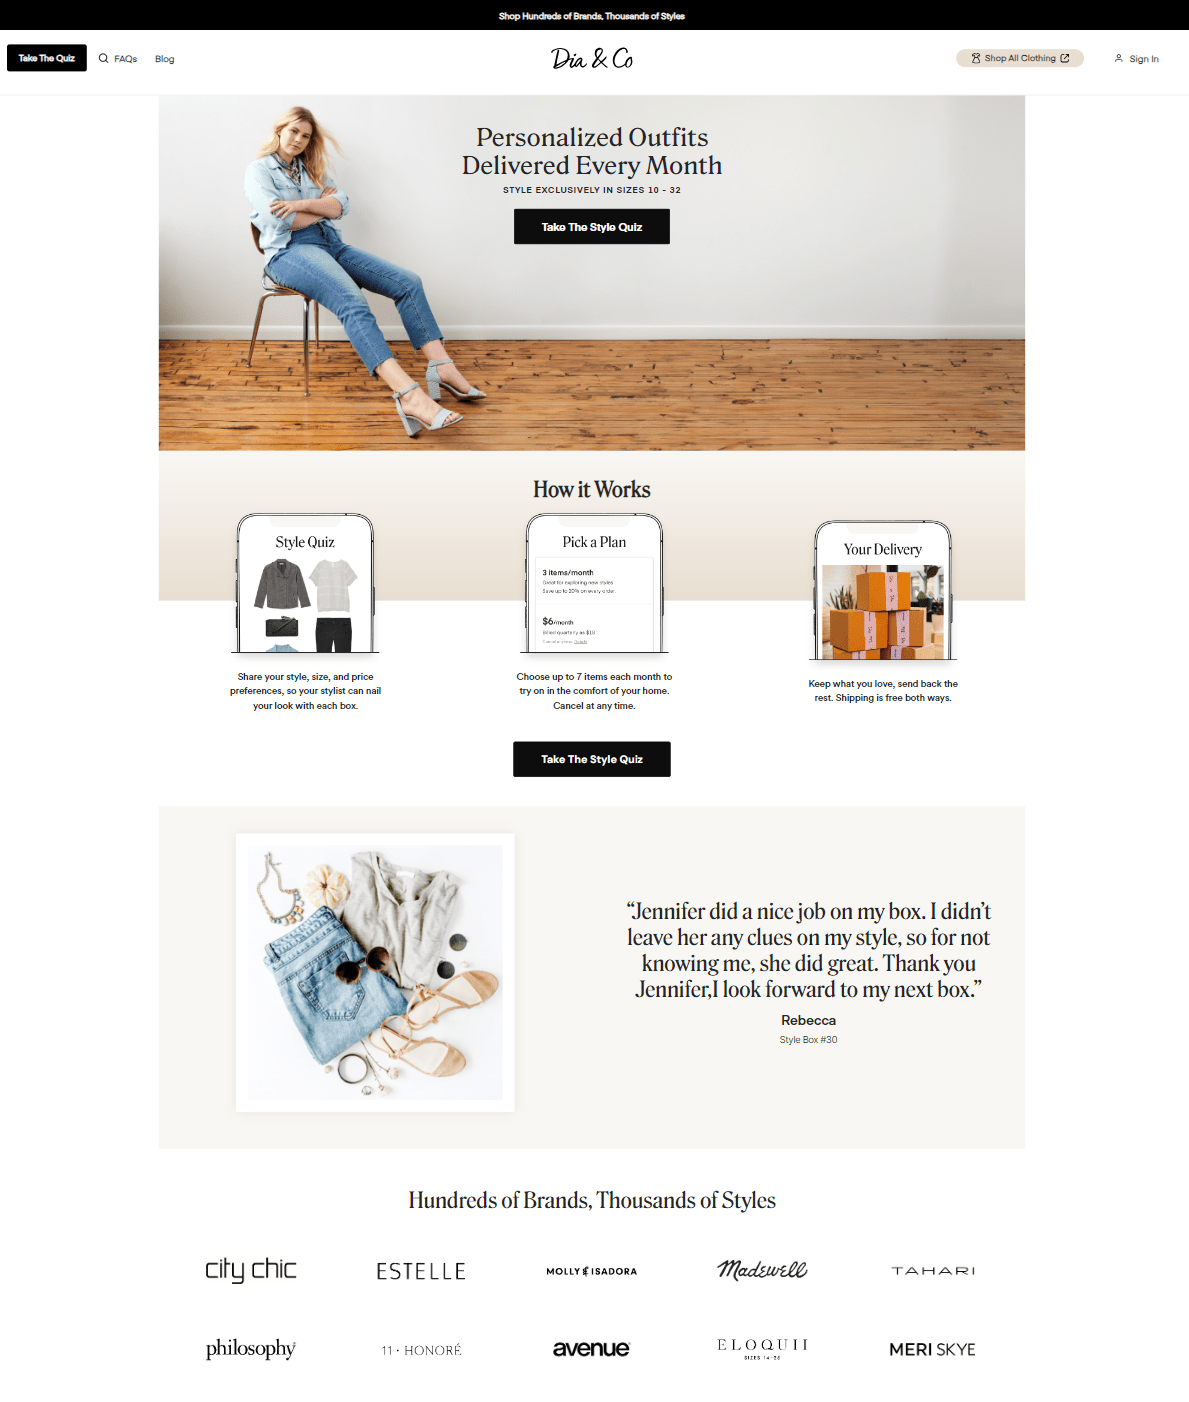 Shop Hundreds of Brands, Thousands of Styles
Take The Quiz
FAQs
Blog
Dia & Co
Shop All Clothing
Sign In
Personalized Outfits
Delivered Every Month
STYLE EXCLUSIVELY IN SIZES 10 - 32
Take The Style Quiz
How it Works
Style Quiz
Pick a Plan
3 items/month
Great for exploring new styles
Save up to 20% on every order.
$6/month
Billed quarterly as $18
Cancel anytime. Details
Your Delivery
Share your style, size, and price
preferences, so your stylist can nail
your look with each box.
Choose up to 7 items each month to
try on in the comfort of your home.
Cancel at any time.
Keep what you love, send back the
rest. Shipping is free both ways.
Take The Style Quiz
“Jennifer did a nice job on my box. I didn’t
leave her any clues on my style, so for not
knowing me, she did great. Thank you
Jennifer,I look forward to my next box.”
Rebecca
Style Box #30
Hundreds of Brands, Thousands of Styles
city chic
ESTELLE
MOLLY & ISADORA
Madewell
TAHARI
philosophy
11 · HONORÉ
avenue
ELOQUII
SIZES 14-28
MERI SKYE